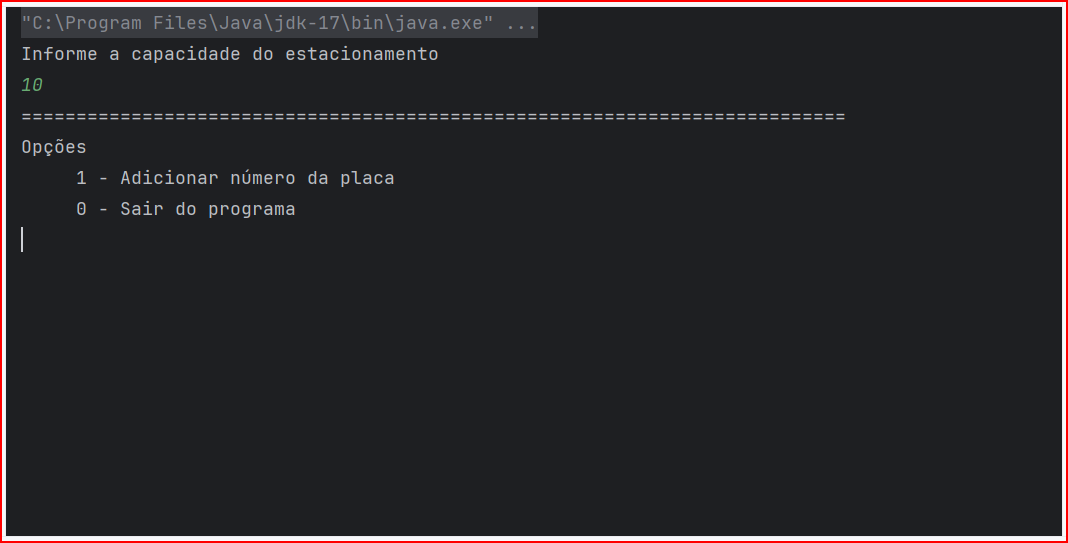 "C:\Program Files\Java\jdk-17\bin\java.exe" ...
Informe a capacidade do estacionamento
10
===========================================================================
Opções
     1 - Adicionar número da placa
     0 - Sair do programa